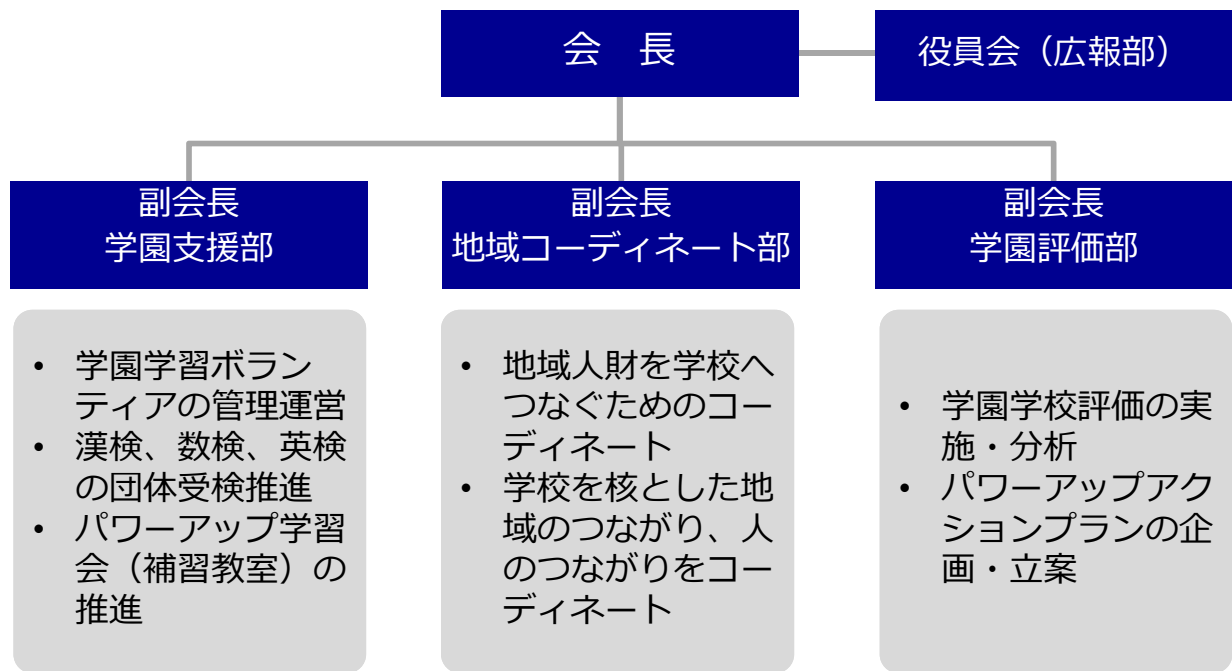 会　長
役員会（広報部）
副会長
学園支援部
副会長
地域コーディネート部
副会長
学園評価部
• 学園学習ボラン
ティアの管理運営
• 漢検、数検、英検
の団体受検推進
• パワーアップ学習
会（補習教室）の
推進
• 地域人財を学校へ
つなぐためのコー
ディネート
• 学校を核とした地
域のつながり、人
のつながりをコー
ディネート
• 学園学校評価の実
施・分析
• パワーアップアク
ションプランの企
画・立案